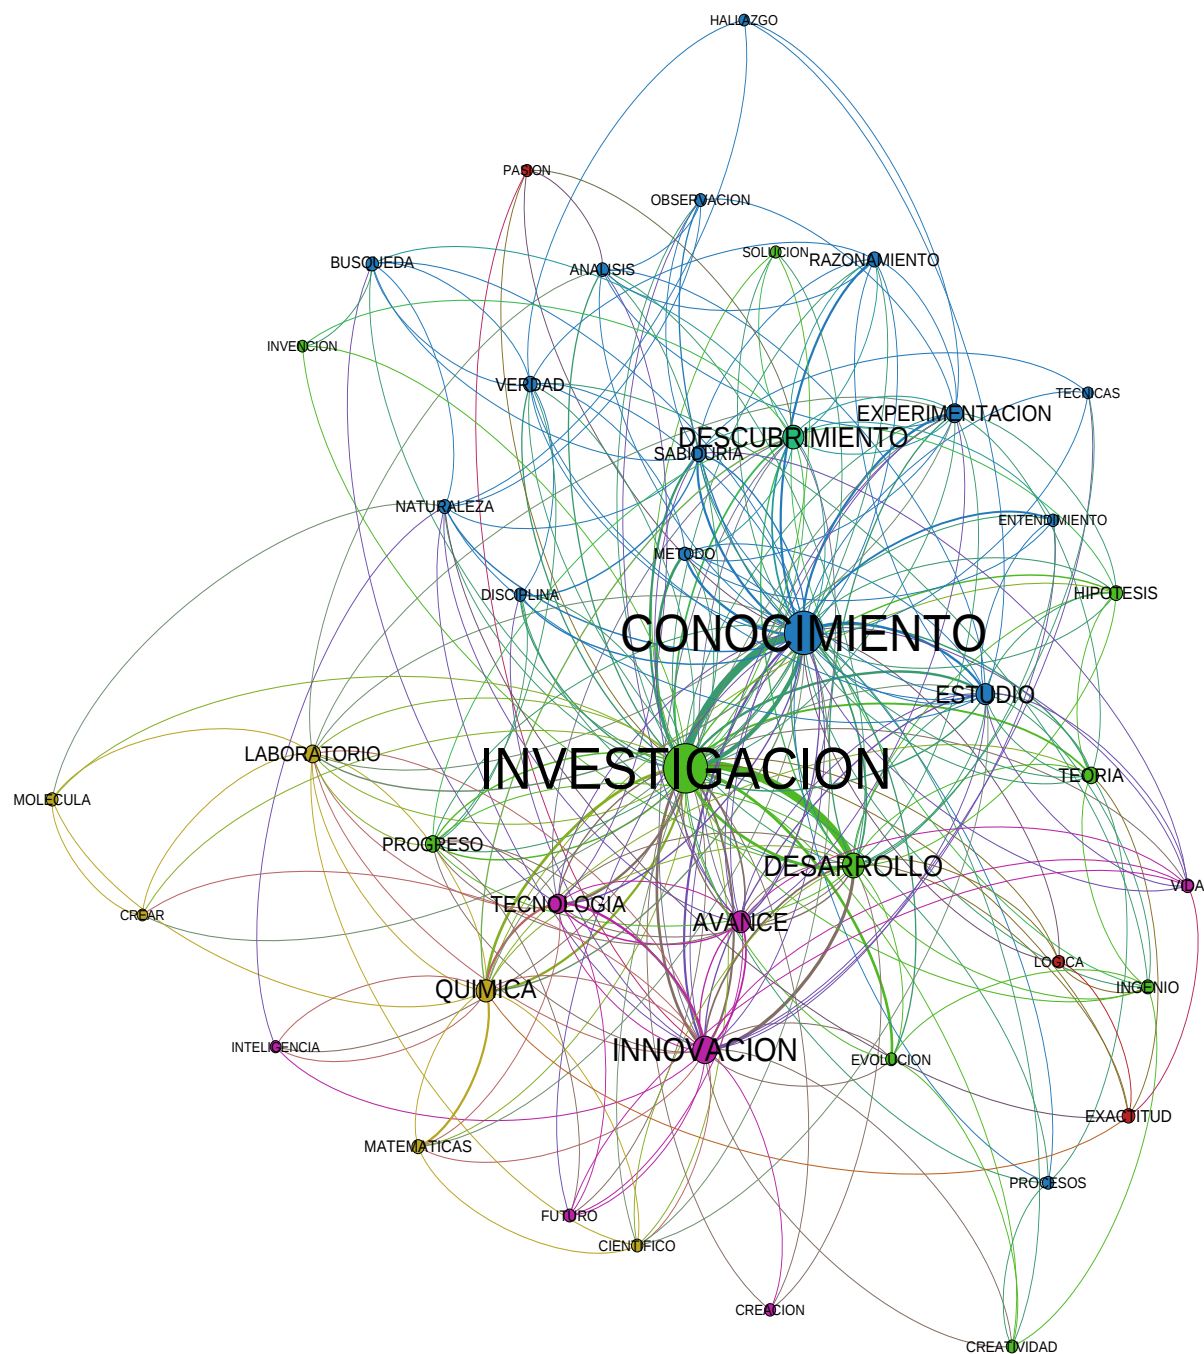 HALLAZGO
PASION
OBSERVACION
SOLUCION
RAZONAMIENTO
BUSQUEDA
ANALISIS
INVENCION
VERDAD
TECNICAS
EXPERIMENTACION
DESCUBRIMIENTO
SABIDURIA
NATURALEZA
ENTENDIMIENTO
METODO
DISCIPLINA
HIPOTESIS
CONOCIMIENTO
ESTUDIO
LABORATORIO
INVESTIGACION
TEORIA
MOLECULA
PROGRESO
DESARROLLO
VIDA
TECNOLOGIA
CREAR
AVANCE
LOGICA
QUIMICA
INGENIO
INTELIGENCIA
INNOVACION
EVOLUCION
EXACTITUD
MATEMATICAS
PROCESOS
FUTURO
CIENTIFICO
CREACION
CREATIVIDAD